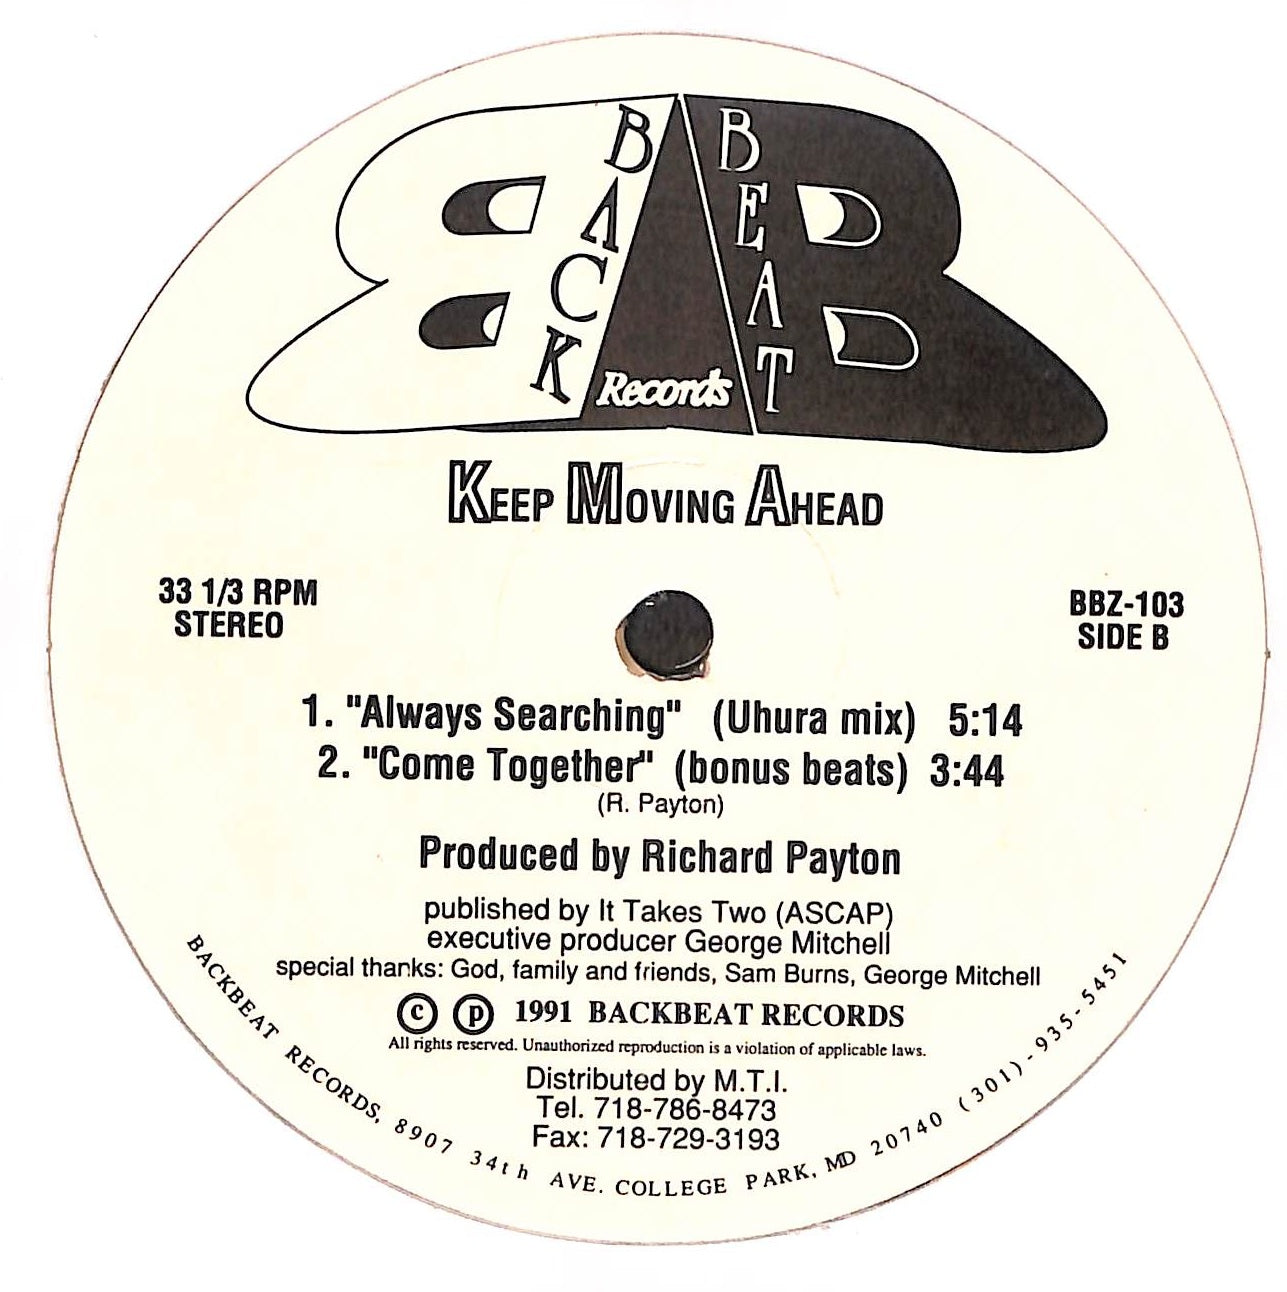 BACK BEAT
Records
KEEP MOVING AHEAD
33 1/3 RPM
STEREO
BBZ-103
SIDE B
1. "Always Searching" (Uhura mix) 5:14
2. "Come Together" (bonus beats) 3:44
(R. Payton)
Produced by Richard Payton
published by It Takes Two (ASCAP)
executive producer George Mitchell
special thanks: God, family and friends, Sam Burns, George Mitchell
© ℗ 1991 BACKBEAT RECORDS
All rights reserved. Unauthorized reproduction is a violation of applicable laws.
Distributed by M.T.I.
Tel. 718-786-8473
Fax: 718-729-3193
BACKBEAT RECORDS, 8907 34th AVE. COLLEGE PARK, MD 20740 (301)-935-5451